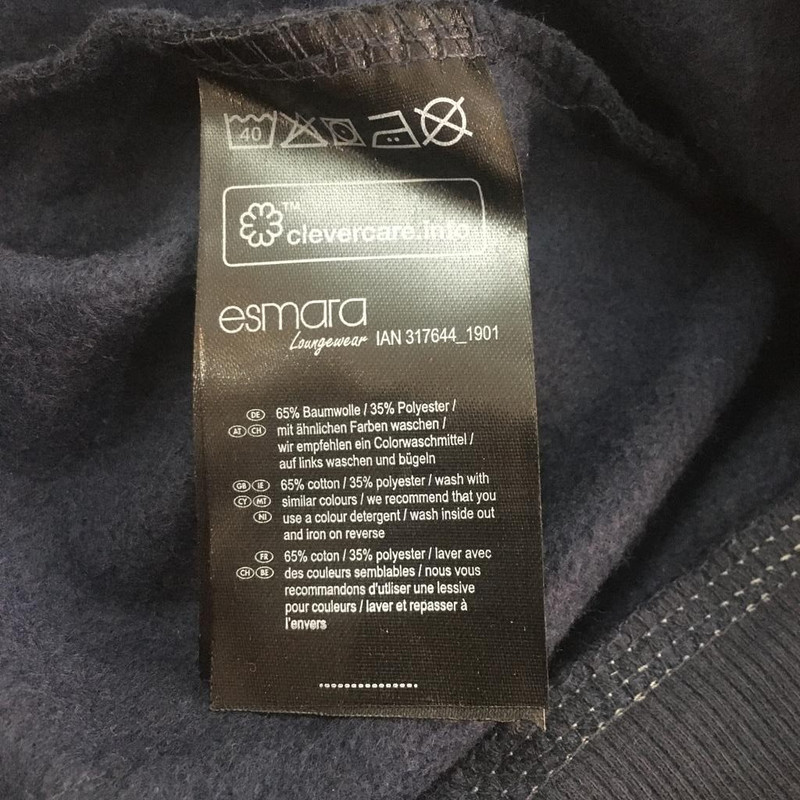 40
TM
clevercare.info
esmara
Loungewear IAN 317644_1901
DE 65% Baumwolle / 35% Polyester /
AT CH mit ähnlichen Farben waschen /
wir empfehlen ein Colorwaschmittel /
auf links waschen und bügeln
GB IE 65% cotton / 35% polyester / wash with
CY MT similar colours / we recommend that you
NI use a colour detergent / wash inside out
and iron on reverse
FR 65% coton / 35% polyester / laver avec
CH BE des couleurs semblables / nous vous
recommandons d'utliser une lessive
pour couleurs / laver et repasser à
l'envers